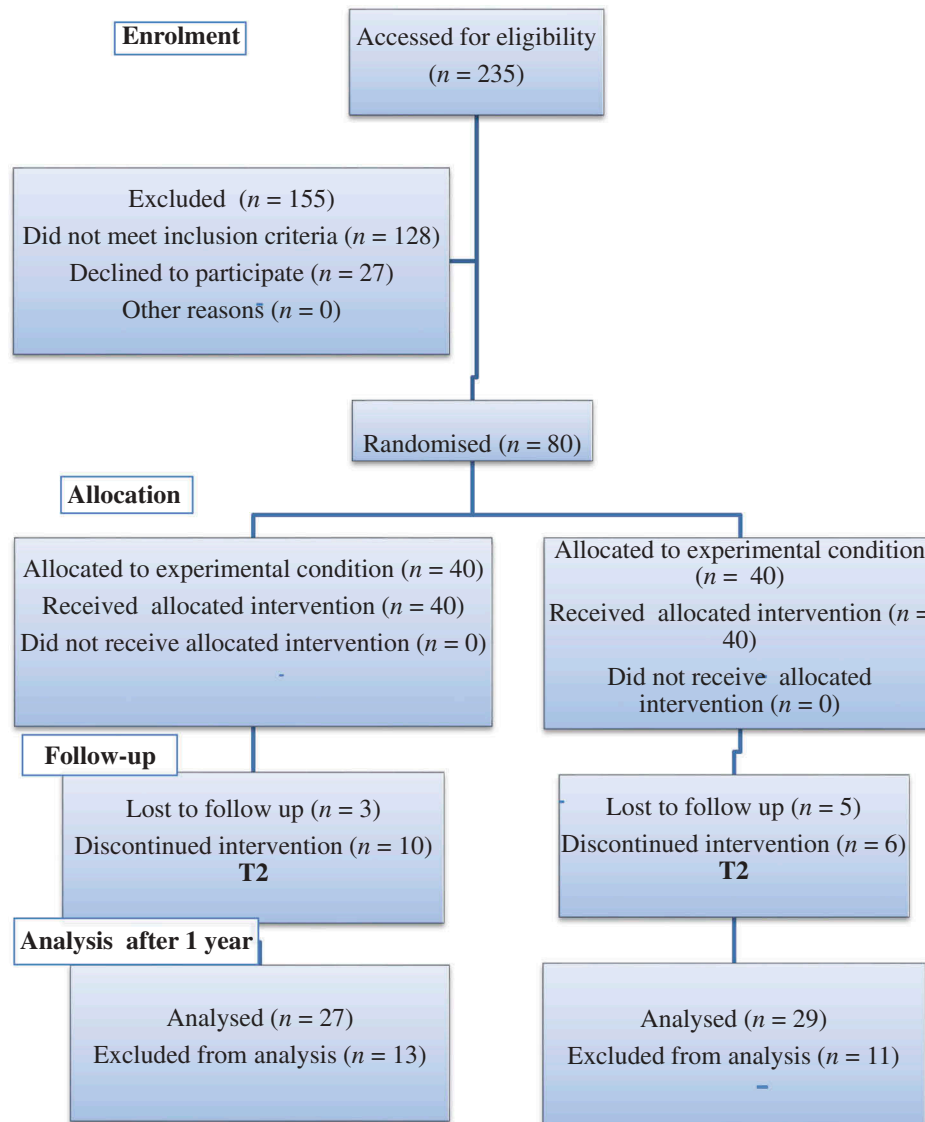 Enrolment
Accessed for eligibility
(n = 235)
Excluded (n = 155)
Did not meet inclusion criteria (n = 128)
Declined to participate (n = 27)
Other reasons (n = 0)
Randomised (n = 80)
Allocation
Allocated to experimental condition (n = 40)
Received allocated intervention (n = 40)
Did not receive allocated intervention (n = 0)
Allocated to experimental condition
(n = 40)
Received allocated intervention (n =
40)
Did not receive allocated
intervention (n = 0)
Follow-up
Lost to follow up (n = 3)
Discontinued intervention (n = 10)
T2
Lost to follow up (n = 5)
Discontinued intervention (n = 6)
T2
Analysis after 1 year
Analysed (n = 27)
Excluded from analysis (n = 13)
Analysed (n = 29)
Excluded from analysis (n = 11)